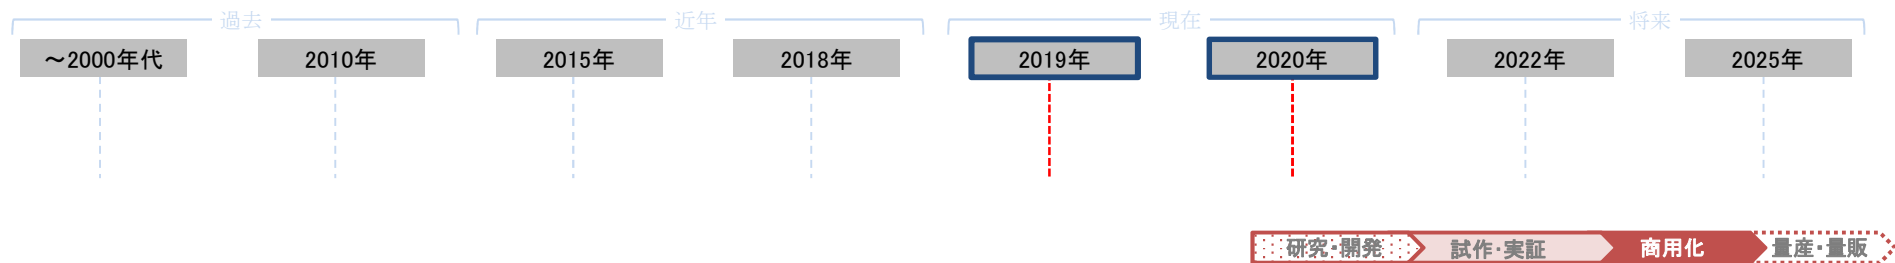 過去 近年 現在 将来
～2000年代 2010年 2015年 2018年 2019年 2020年 2022年 2025年
研究・開発 試作・実証 商用化 量産・量販